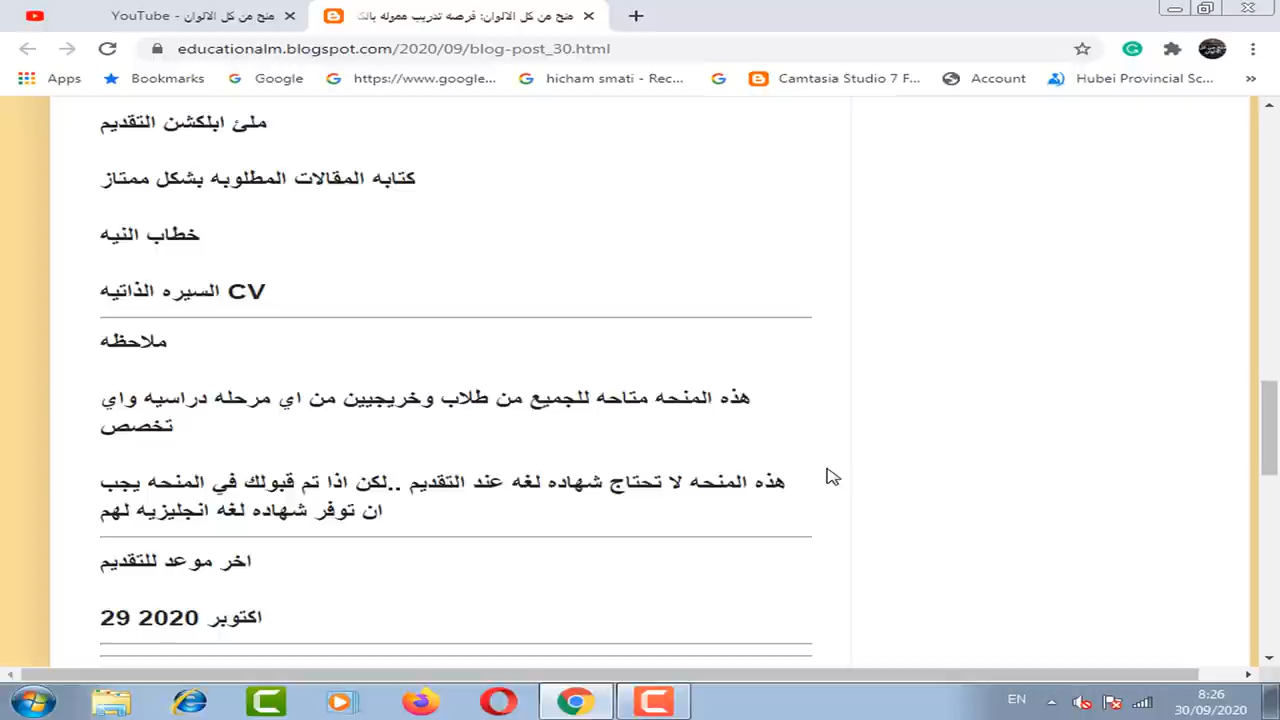 منح من كل الالوان - YouTube
منح من كل الالوان: فرصه تدريب مموله بالك
educationalm.blogspot.com/2020/09/blog-post_30.html
Apps
Bookmarks
Google
https://www.google...
hicham smati - Rec...
Camtasia Studio 7 F...
Account
Hubei Provincial Sc...
»
ملئ ابلكشن التقديم
كتابه المقالات المطلوبه بشكل ممتاز
خطاب النيه
السيره الذاتيه CV
ملاحظه
هذه المنحه متاحه للجميع من طلاب وخريجيين من اي مرحله دراسيه واي
تخصص
هذه المنحه لا تحتاج شهاده لغه عند التقديم ..لكن اذا تم قبولك في المنحه يجب
ان توفر شهاده لغه انجليزيه لهم
اخر موعد للتقديم
29 اكتوبر 2020
EN
8:26
30/09/2020